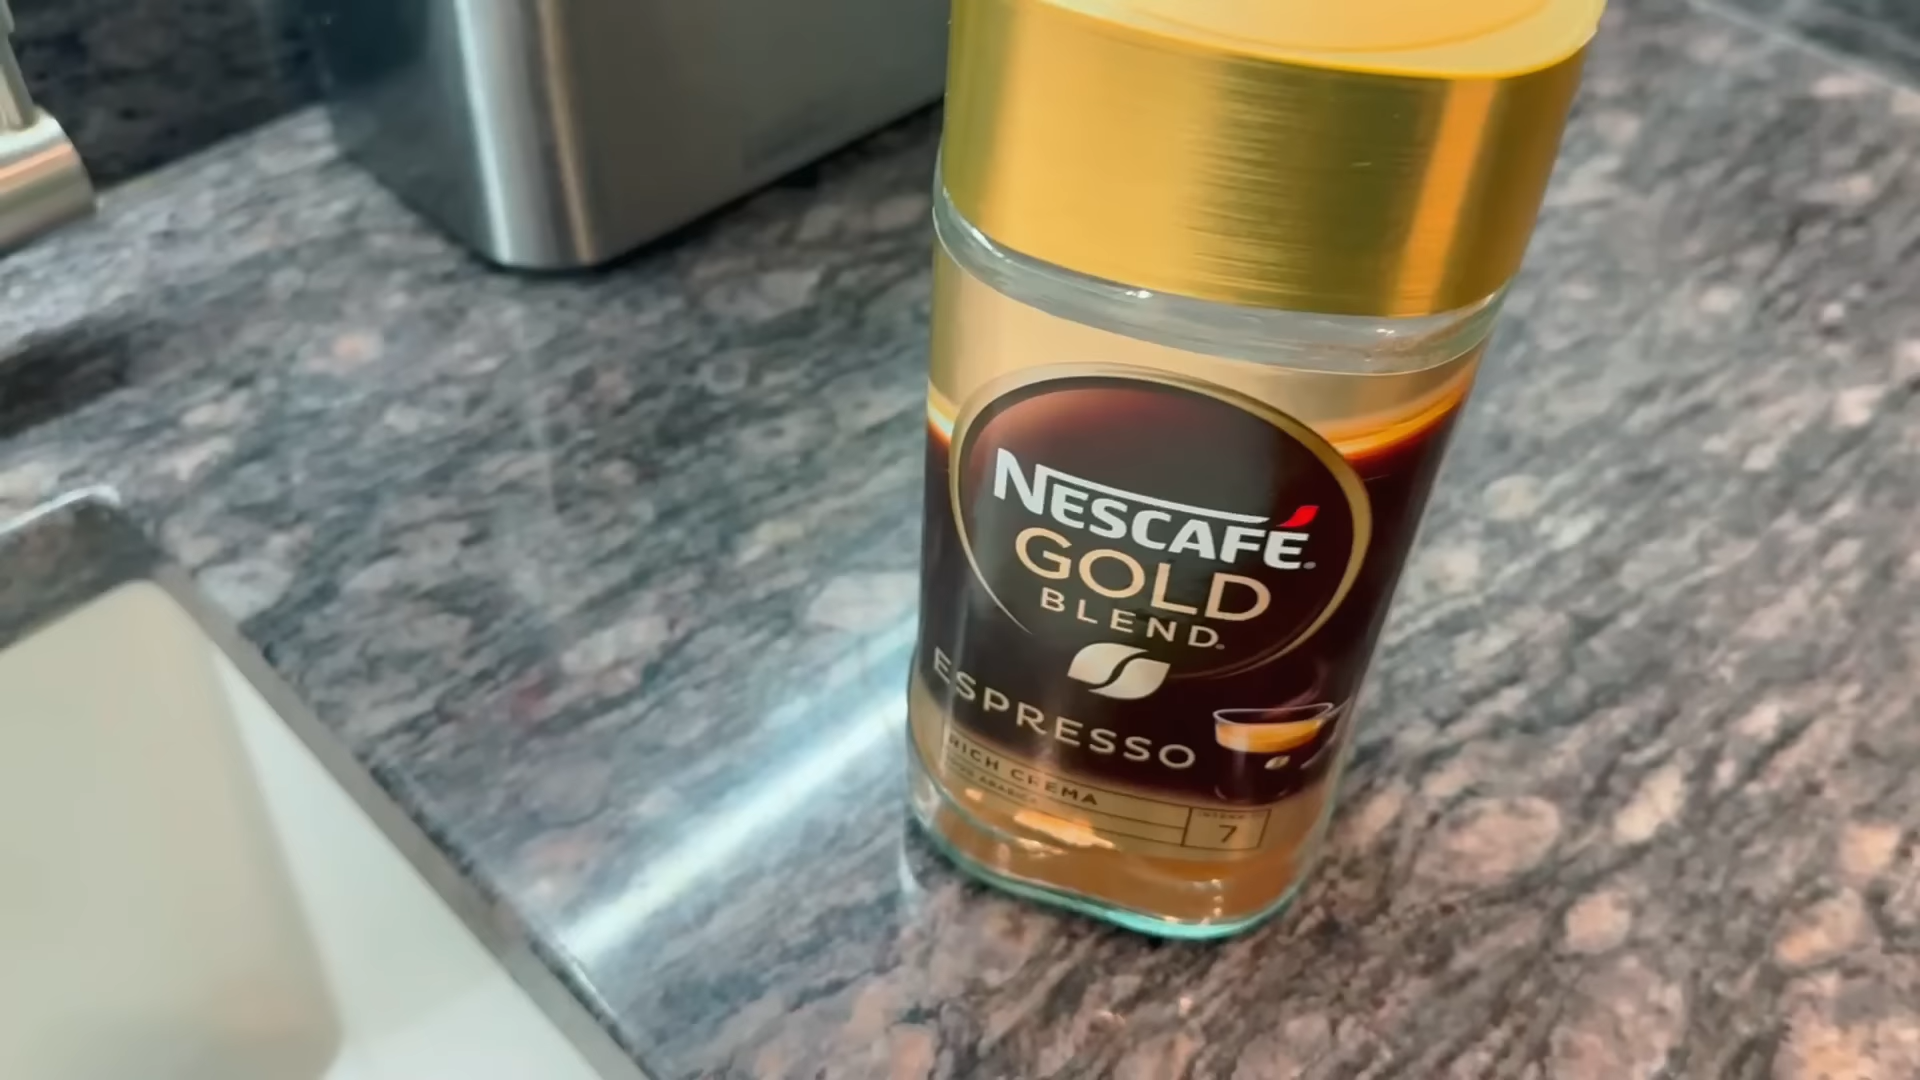 NESCAFÉ®
GOLD
BLEND®
ESPRESSO
RICH CREMA
7